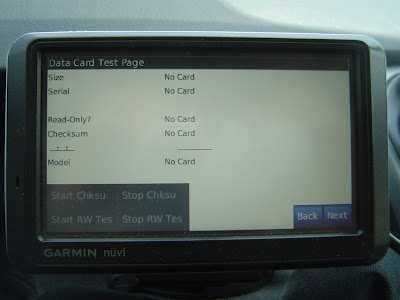 Data Card Test Page
Size No Card
Serial No Card
Read-Only? No Card
Checksum No Card
Model No Card
Start Chksu Stop Chksu
Start RW Tes Stop RW Tes
Back Next
GARMIN nüvi